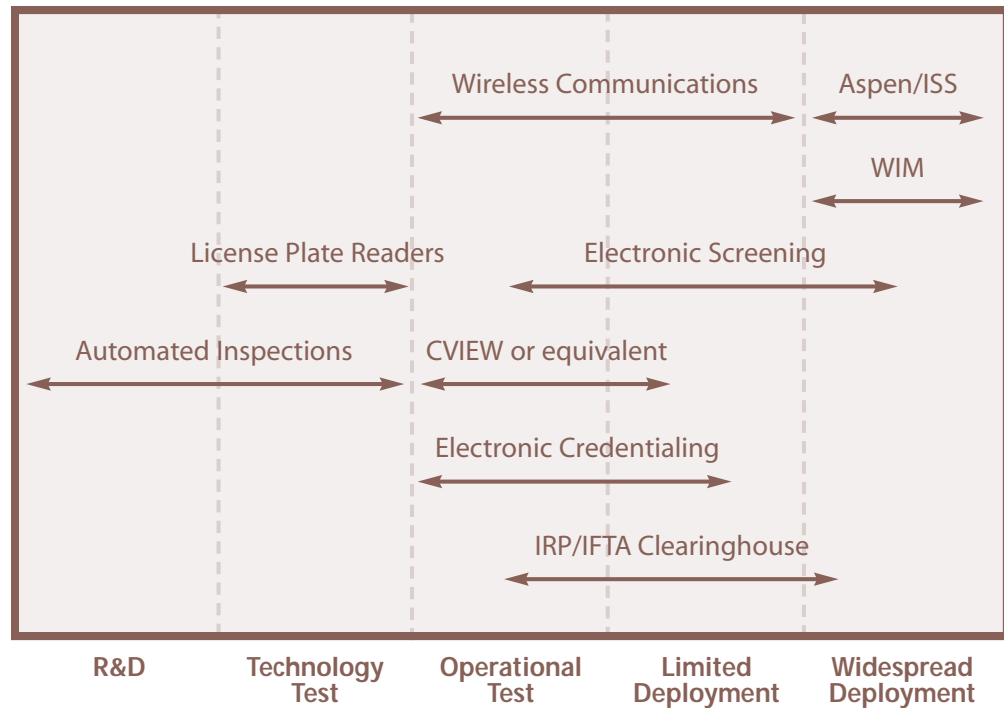 Wireless Communications
Aspen/ISS
WIM
License Plate Readers
Electronic Screening
Automated Inspections
CVIEW or equivalent
Electronic Credentialing
IRP/IFTA Clearinghouse
R&D
Technology
Test
Operational
Test
Limited
Deployment
Widespread
Deployment